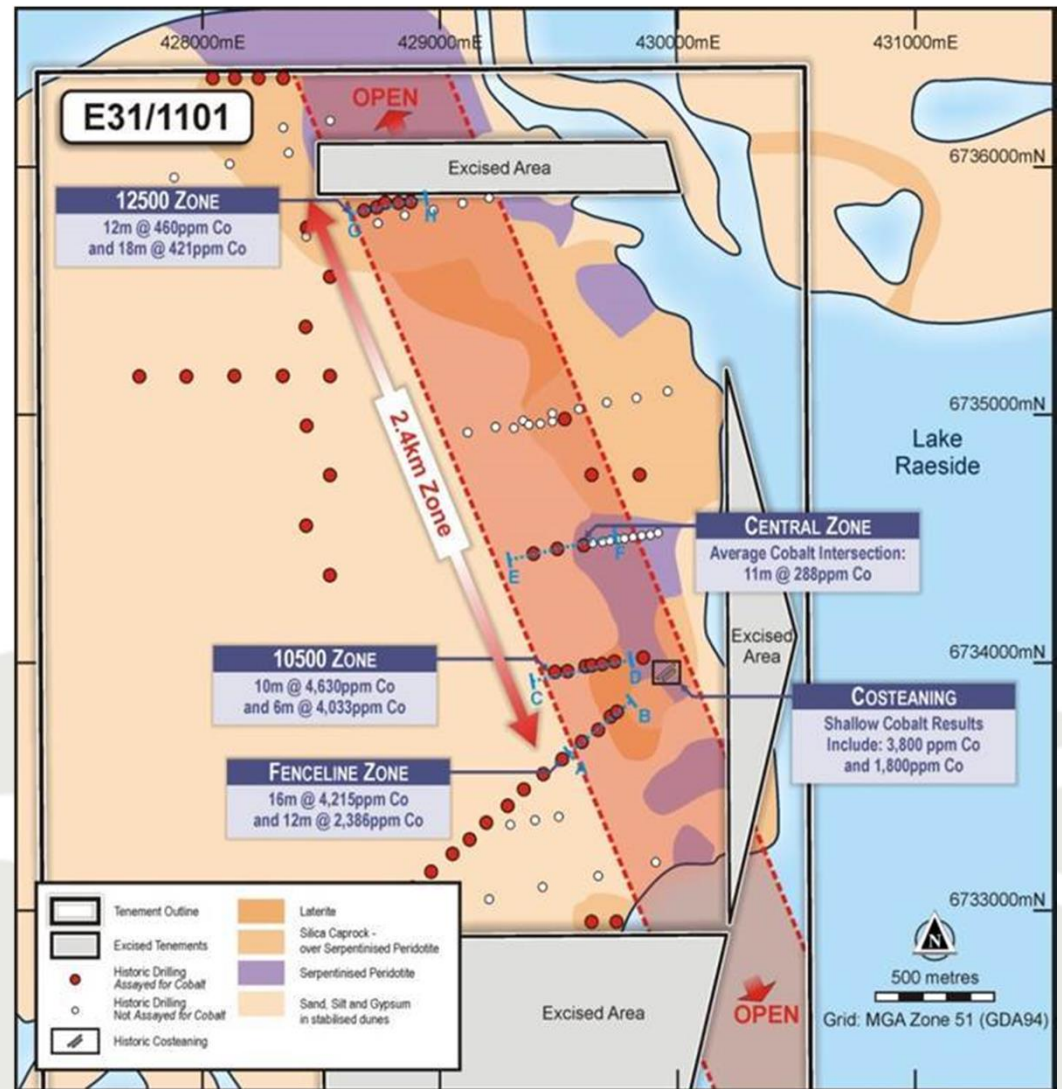 428000mE
429000mE
430000mE
431000mE
E31/1101
OPEN
Excised Area
6736000mN
12500 ZONE
12m @ 460ppm Co
and 18m @ 421ppm Co
G
H
2.4km Zone
6735000mN
Lake
Raeside
CENTRAL ZONE
Average Cobalt Intersection:
11m @ 288ppm Co
E
F
Excised
Area
10500 ZONE
10m @ 4,630ppm Co
and 6m @ 4,033ppm Co
6734000mN
C
D
B
COSTEANING
Shallow Cobalt Results
Include: 3,800 ppm Co
and 1,800ppm Co
FENCELINE ZONE
16m @ 4,215ppm Co
and 12m @ 2,386ppm Co
A
Tenement Outline
Excised Tenements
Historic Drilling
Assayed for Cobalt
Historic Drilling
Not Assayed for Cobalt
Historic Costeaning
Laterite
Silica Caprock -
over Serpentinised Peridotite
Serpentinised Peridotite
Sand, Silt and Gypsum
in stabilised dunes
6733000mN
N
500 metres
Grid: MGA Zone 51 (GDA94)
Excised Area
OPEN